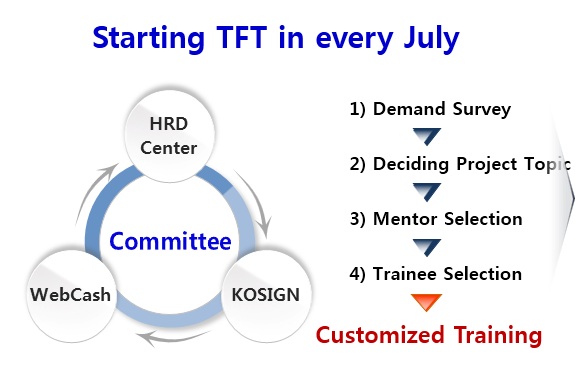 Starting TFT in every July
HRD
Center
Committee
WebCash
KOSIGN
1) Demand Survey
2) Deciding Project Topic
3) Mentor Selection
4) Trainee Selection
Customized Training